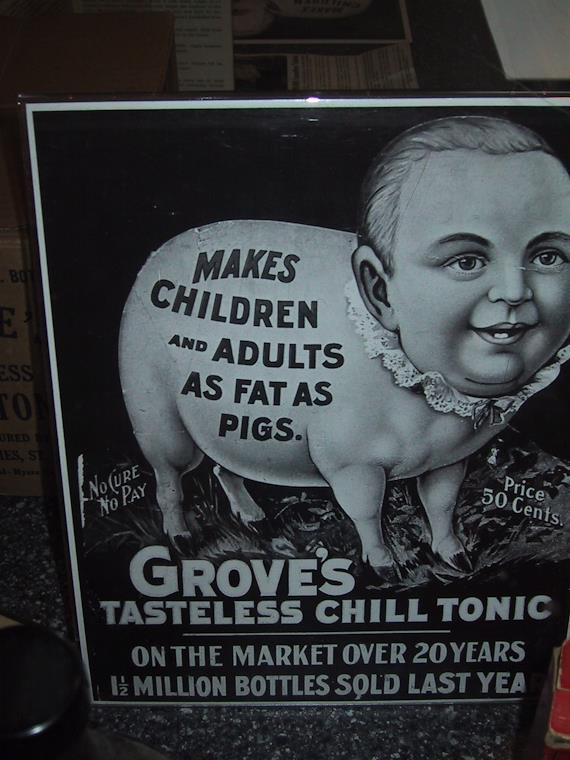 MAKES
CHILDREN
AND ADULTS
AS FAT AS
PIGS.
NO CURE
NO PAY
Price
50 Cents.
GROVE'S
TASTELESS CHILL TONIC
ON THE MARKET OVER 20 YEARS
1½ MILLION BOTTLES SOLD LAST YEA